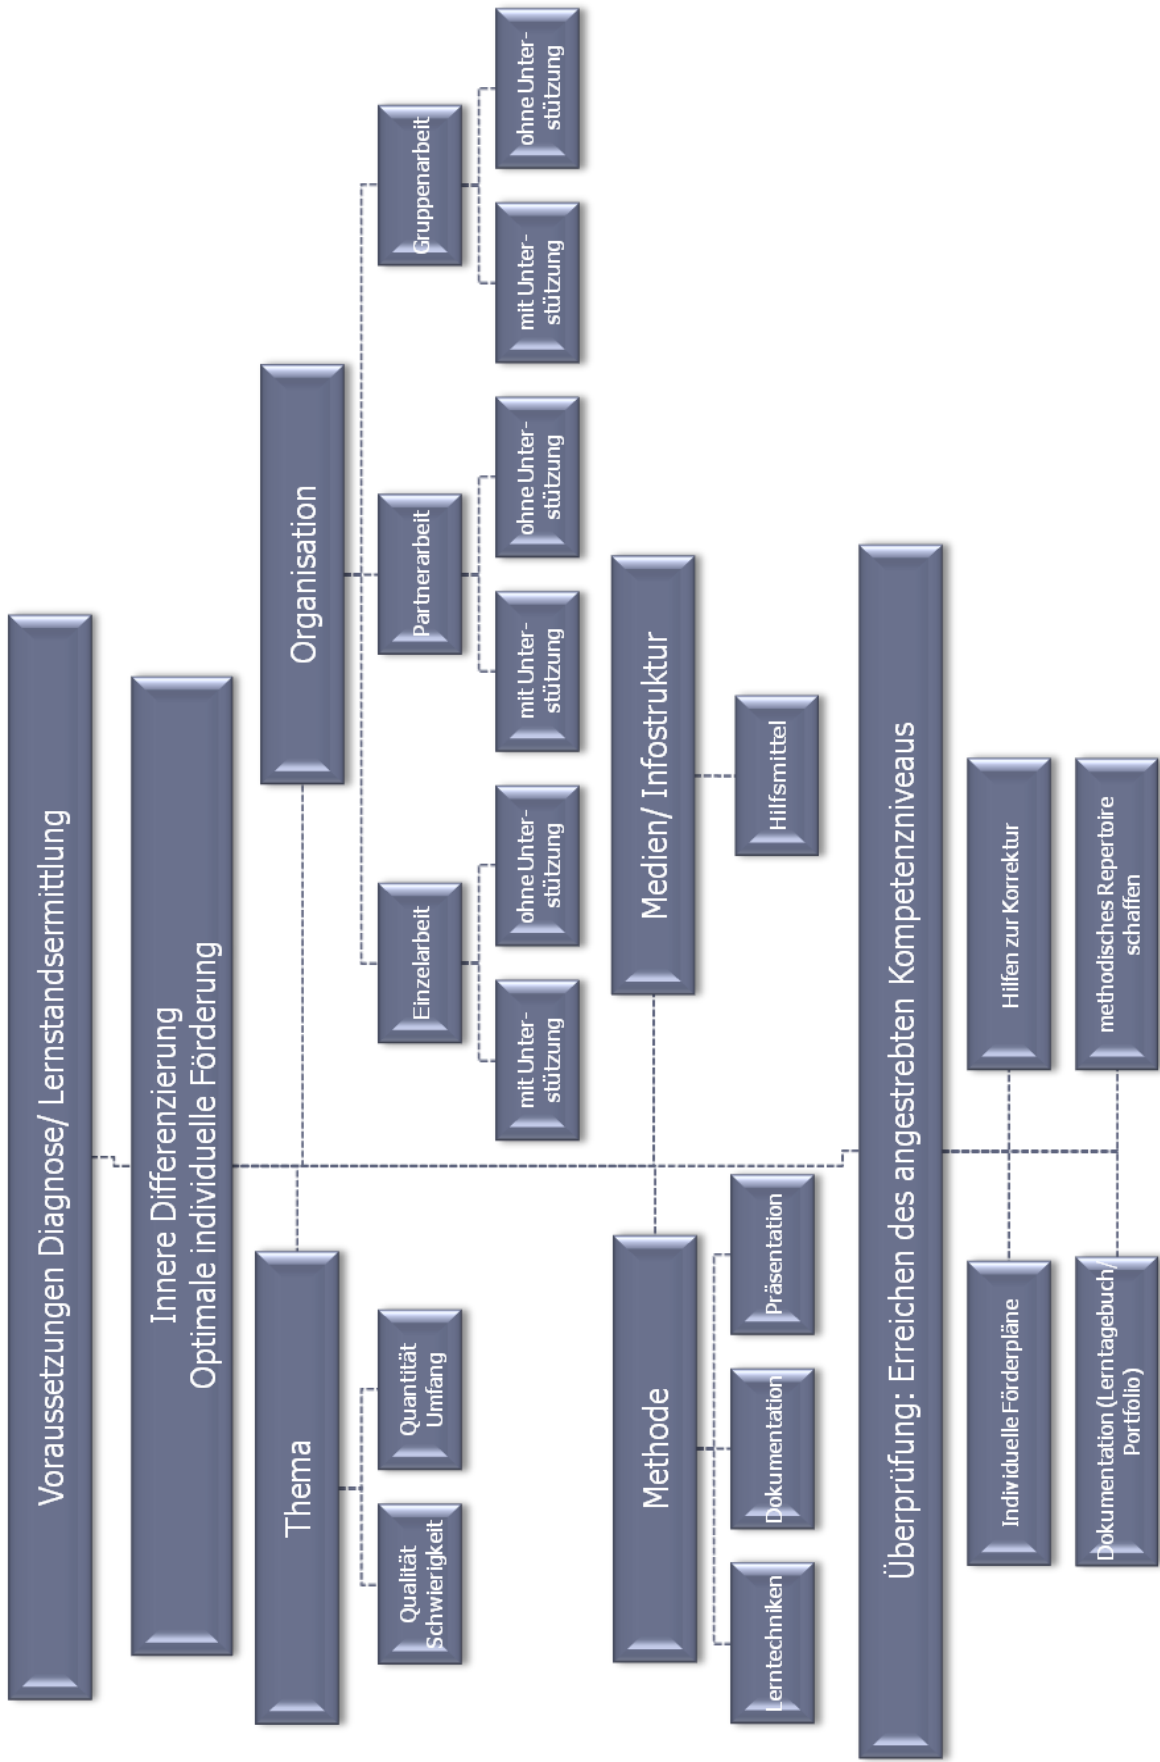 Voraussetzungen Diagnose/ Lernstandsermittlung
Innere Differenzierung
Optimale individuelle Förderung
Thema
Qualität
Schwierigkeit
Quantität
Umfang
Organisation
Einzelarbeit
mit Unter-
stützung
ohne Unter-
stützung
Partnerarbeit
mit Unter-
stützung
ohne Unter-
stützung
Gruppenarbeit
mit Unter-
stützung
ohne Unter-
stützung
Methode
Lerntechniken
Dokumentation
Präsentation
Medien/ Infostruktur
Hilfsmittel
Überprüfung: Erreichen des angestrebten Kompetenzniveaus
Individuelle Förderpläne
Hilfen zur Korrektur
Dokumentation (Lerntagebuch/
Portfolio)
methodisches Repertoire
schaffen